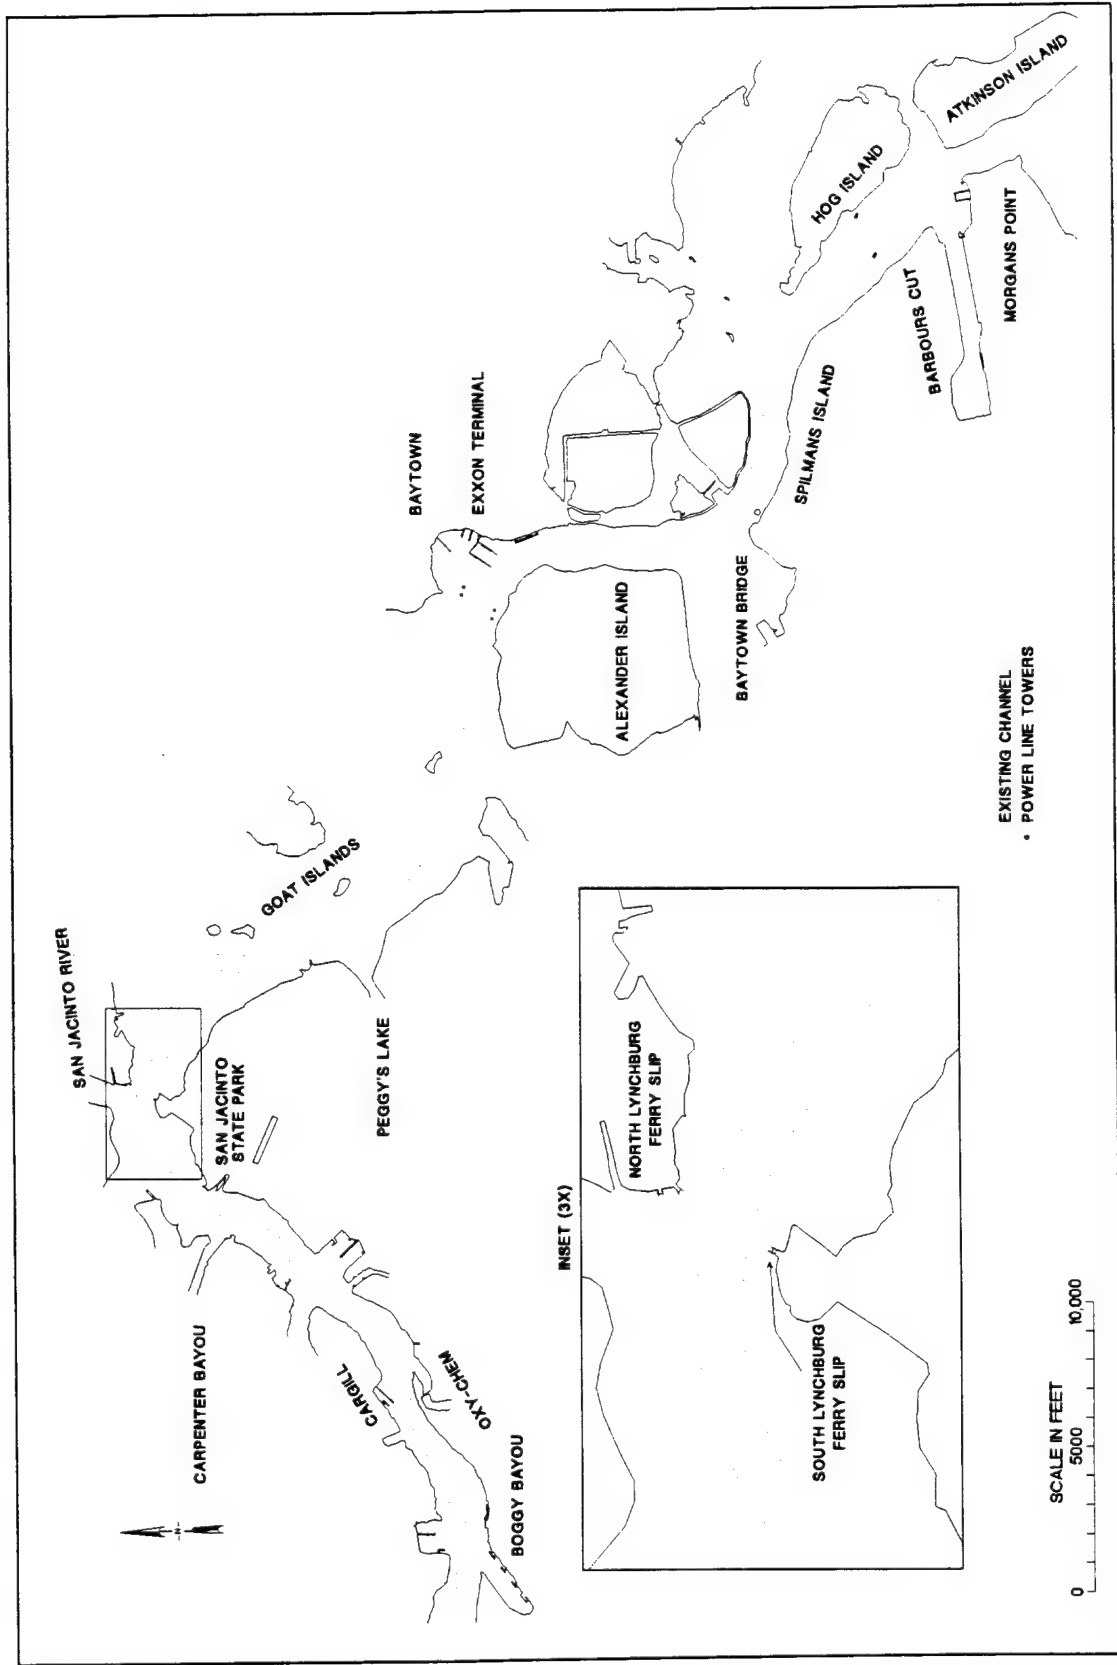 SAN JACINTO RIVER
CARPENTER BAYOU
SAN JACINTO
STATE PARK
GOAT ISLANDS
CARGILL
PEGGY'S LAKE
OXY-CHEM
BOGGY BAYOU
BAYTOWN
EXXON TERMINAL
ALEXANDER ISLAND
BAYTOWN BRIDGE
SPILMANS ISLAND
HOG ISLAND
ATKINSON ISLAND
BARBOURS CUT
MORGANS POINT
INSET (3X)
NORTH LYNCHBURG
FERRY SLIP
SOUTH LYNCHBURG
FERRY SLIP
EXISTING CHANNEL
• POWER LINE TOWERS
SCALE IN FEET
0 5000 10,000
N